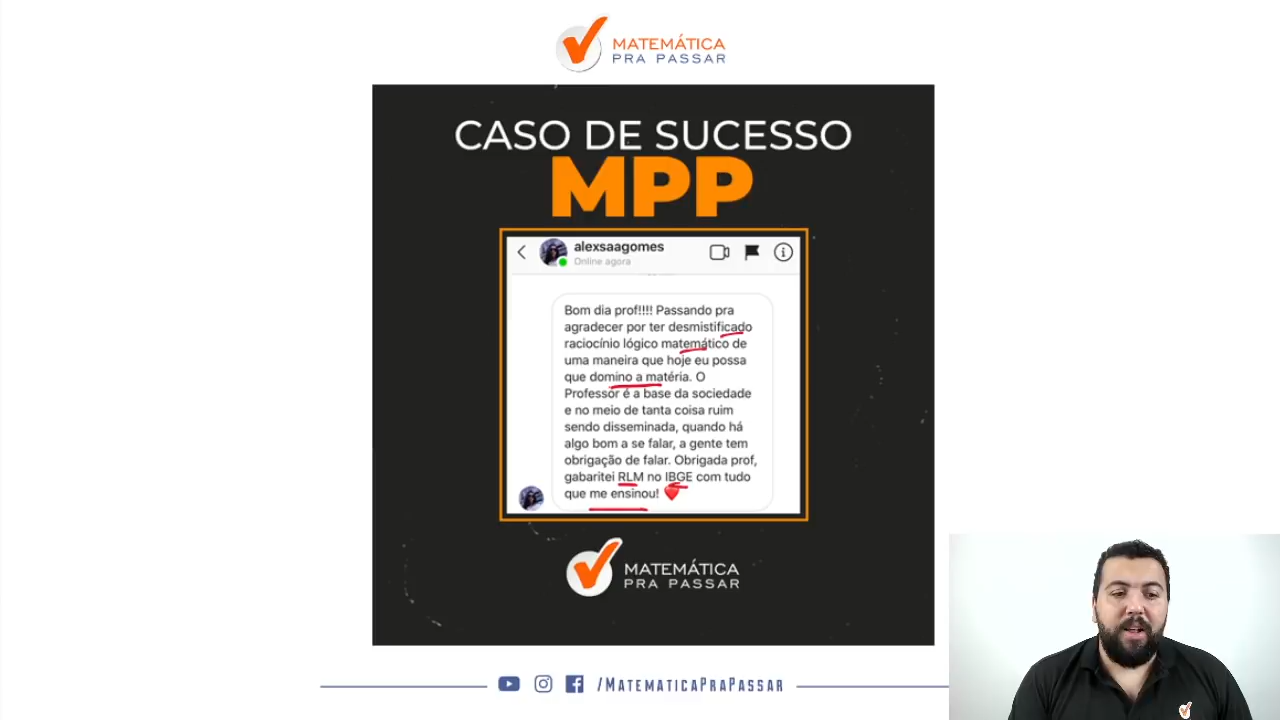 MATEMÁTICA
PRA PASSAR
CASO DE SUCESSO
MPP
alexsaagomes
Online agora
Bom dia prof!!!! Passando pra
agradecer por ter desmistificado
raciocínio lógico matemático de
uma maneira que hoje eu possa
que domino a matéria. O
Professor é a base da sociedade
e no meio de tanta coisa ruim
sendo disseminada, quando há
algo bom a se falar, a gente tem
obrigação de falar. Obrigada prof,
gabaritei RLM no IBGE com tudo
que me ensinou! ❤️
MATEMÁTICA
PRA PASSAR
/MATEMATICAPRAPASSAR